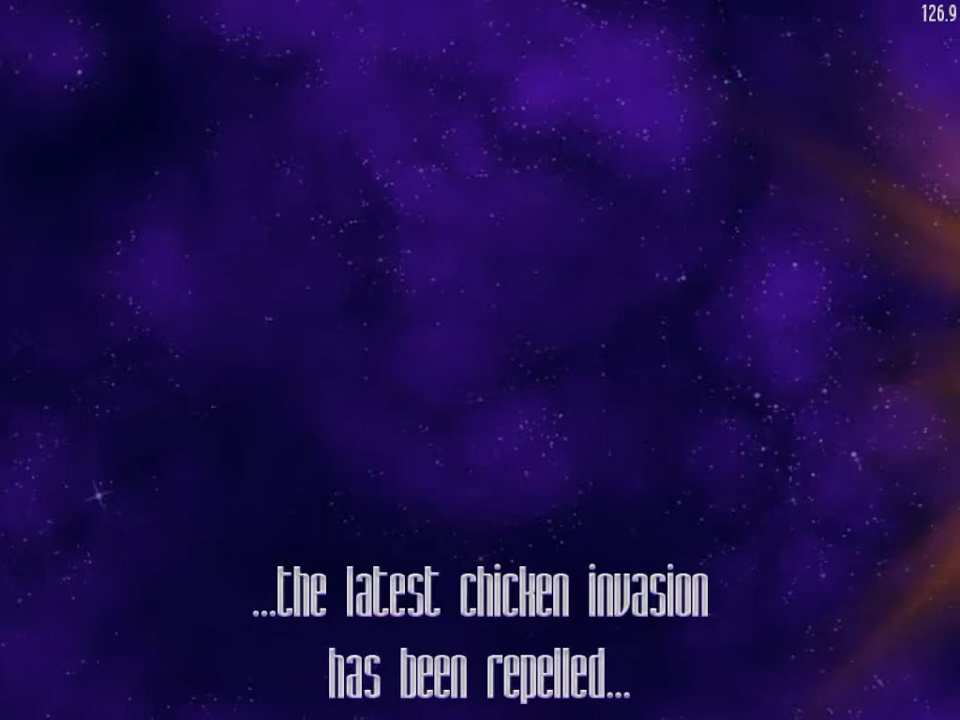 126.9
...the latest chicken invasion
has been repelled...